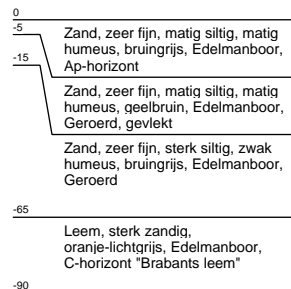 0
-5
Zand, zeer fijn, matig siltig, matig
humeus, bruingrijs, Edelmanboor,
Ap-horizont
-15
Zand, zeer fijn, matig siltig, matig
humeus, geelbruin, Edelmanboor,
Geroerd, gevlekt
Zand, zeer fijn, sterk siltig, zwak
humeus, bruingrijs, Edelmanboor,
Geroerd
-65
Leem, sterk zandig,
oranje-lichtgrijs, Edelmanboor,
C-horizont "Brabants leem"
-90